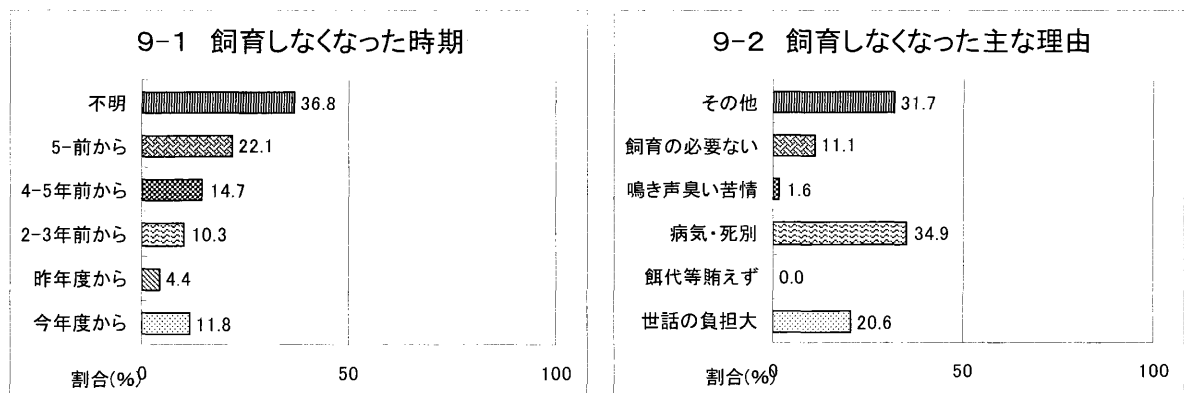 9-1 飼育しなくなった時期
不明 36.8
5-前から 22.1
4-5年前から 14.7
2-3年前から 10.3
昨年度から 4.4
今年度から 11.8
割合(%) 0 50 100
9-2 飼育しなくなった主な理由
その他 31.7
飼育の必要ない 11.1
鳴き声臭い苦情 1.6
病気・死別 34.9
餌代等賄えず 0.0
世話の負担大 20.6
割合(%) 0 50 100